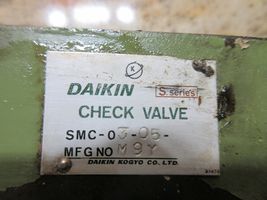 K
DAIKIN S series
CHECK VALVE
SMC-03-05-
MFG NO M9Y
DAIKIN KOGYO CO. LTD